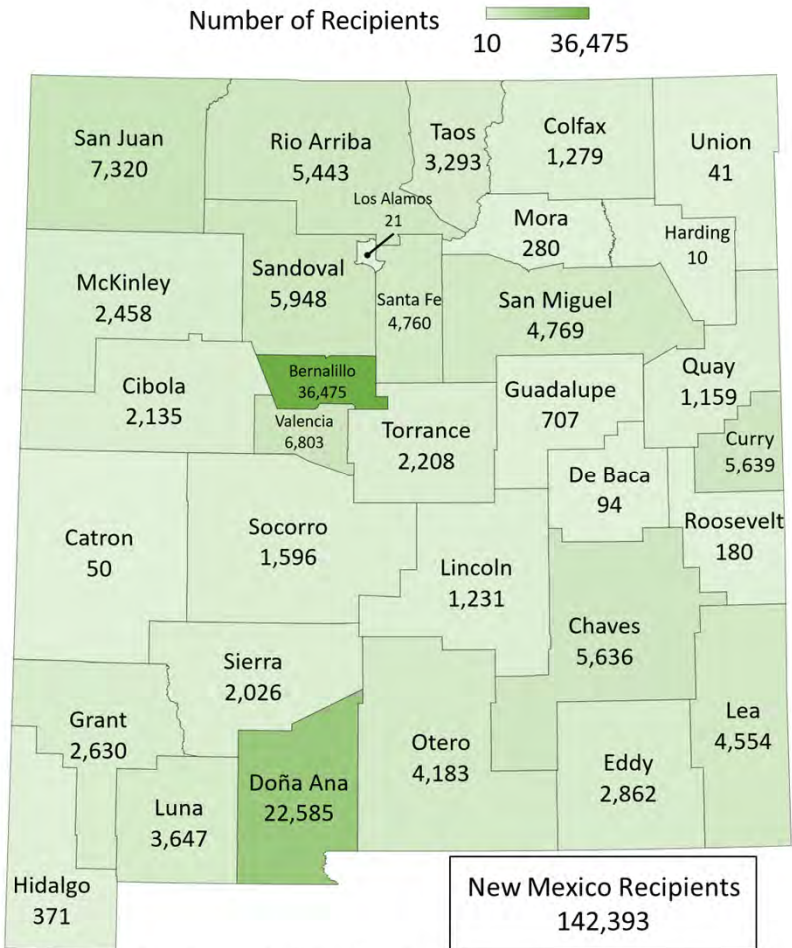 Number of Recipients
10 36,475
San Juan
7,320
Rio Arriba
5,443
Taos
3,293
Colfax
1,279
Union
41
Los Alamos
21
Mora
280
Harding
10
McKinley
2,458
Sandoval
5,948
Santa Fe
4,760
San Miguel
4,769
Quay
1,159
Cibola
2,135
Bernalillo
36,475
Valencia
6,803
Torrance
2,208
Guadalupe
707
Curry
5,639
De Baca
94
Roosevelt
180
Catron
50
Socorro
1,596
Lincoln
1,231
Chaves
5,636
Sierra
2,026
Grant
2,630
Doña Ana
22,585
Otero
4,183
Eddy
2,862
Lea
4,554
Luna
3,647
Hidalgo
371
New Mexico Recipients
142,393